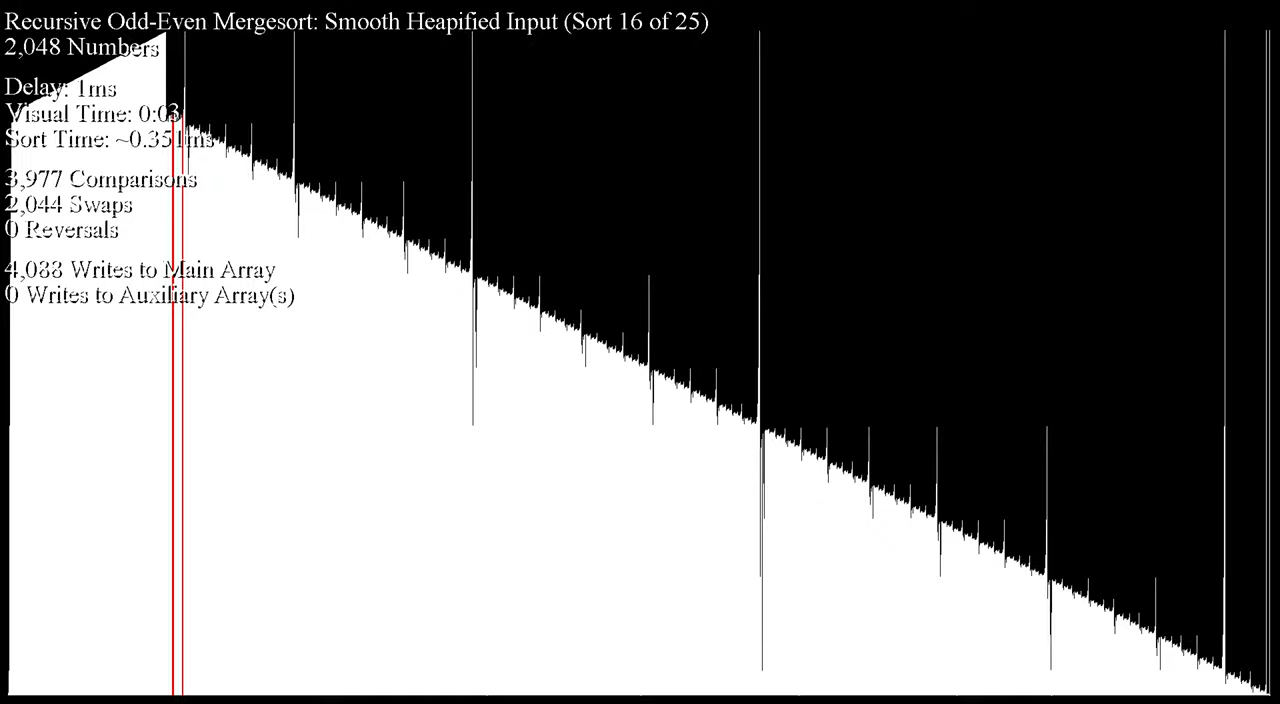 Recursive Odd-Even Mergesort: Smooth Heapified Input (Sort 16 of 25)
2,048 Numbers
Delay: 1ms
Visual Time: 0:03
Sort Time: ~0.351ms
3,977 Comparisons
2,044 Swaps
0 Reversals
4,088 Writes to Main Array
0 Writes to Auxiliary Array(s)